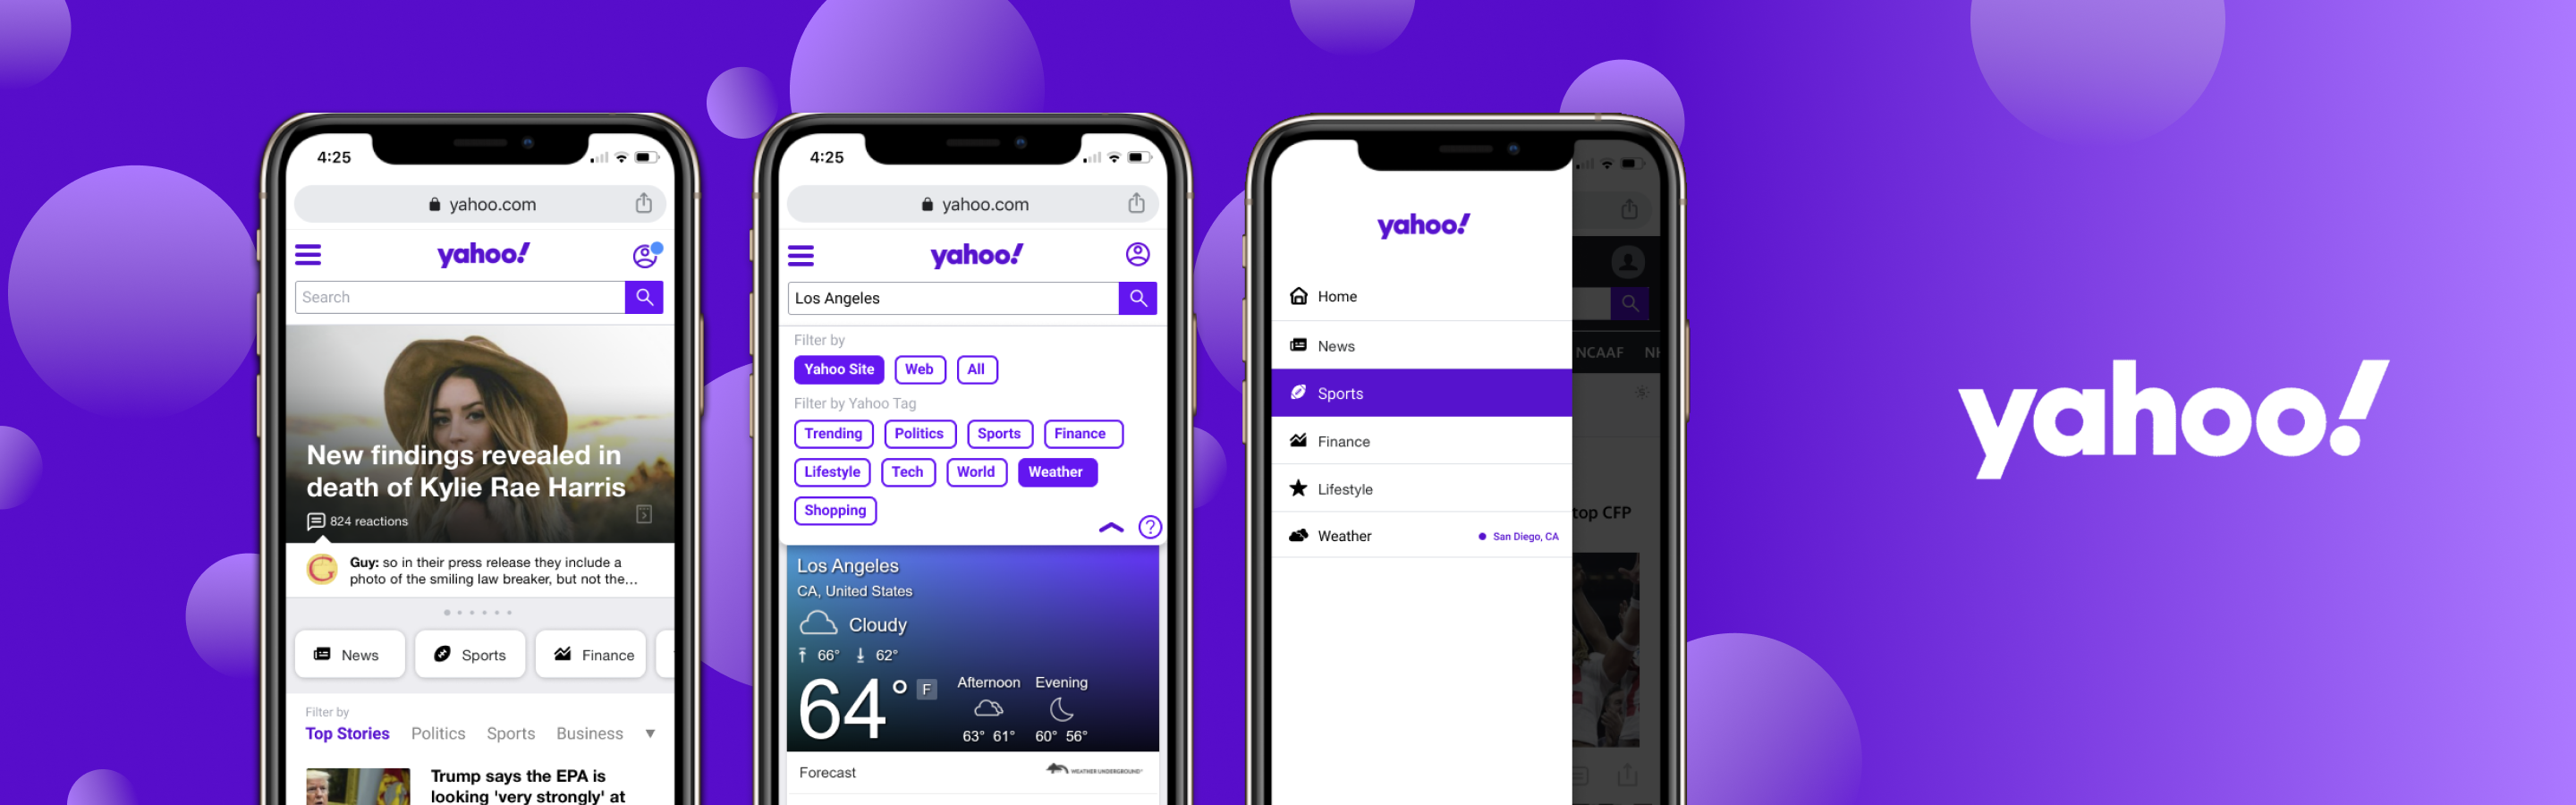 4:25
yahoo.com
yahoo!
Search
New findings revealed in
death of Kylie Rae Harris
824 reactions
Guy: so in their press release they include a
photo of the smiling law breaker, but not the...
News
Sports
Finance
Filter by
Top Stories
Politics
Sports
Business
Trump says the EPA is
looking 'very strongly' at
4:25
yahoo.com
yahoo!
Los Angeles
Filter by
Yahoo Site
Web
All
Filter by Yahoo Tag
Trending
Politics
Sports
Finance
Lifestyle
Tech
World
Weather
Shopping
Los Angeles
CA, United States
Cloudy
66° 62°
64° F
Afternoon
Evening
63° 61°
60° 56°
Forecast
WEATHER UNDERGROUND
yahoo!
Home
News
Sports
Finance
Lifestyle
Weather
San Diego, CA
NCAAF
top CFP
yahoo!